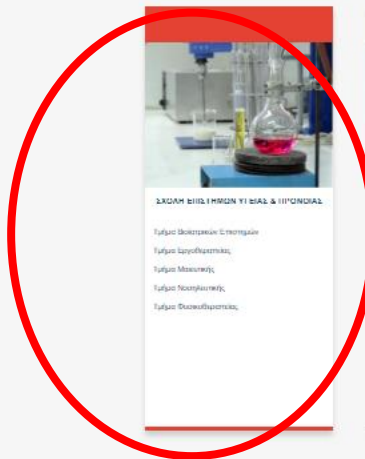 ΣΧΟΛΗ ΕΠΙΣΤΗΜΩΝ ΥΓΕΙΑΣ & ΠΡΟΝΟΙΑΣ
Τμήμα Βιοϊατρικών Επιστημών
Τμήμα Εργοθεραπείας
Τμήμα Μαιευτικής
Τμήμα Νοσηλευτικής
Τμήμα Φυσικοθεραπείας